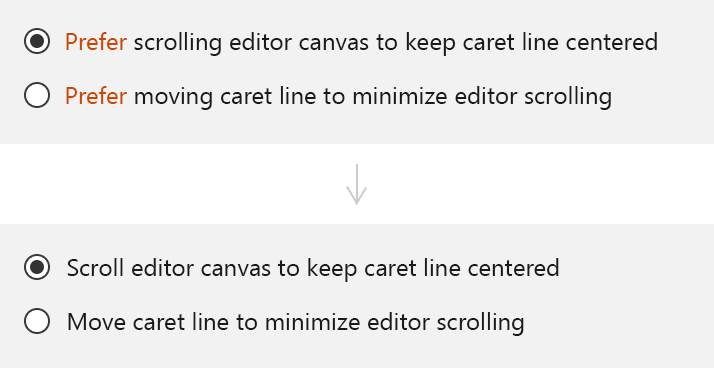 Prefer scrolling editor canvas to keep caret line centered
Prefer moving caret line to minimize editor scrolling
Scroll editor canvas to keep caret line centered
Move caret line to minimize editor scrolling